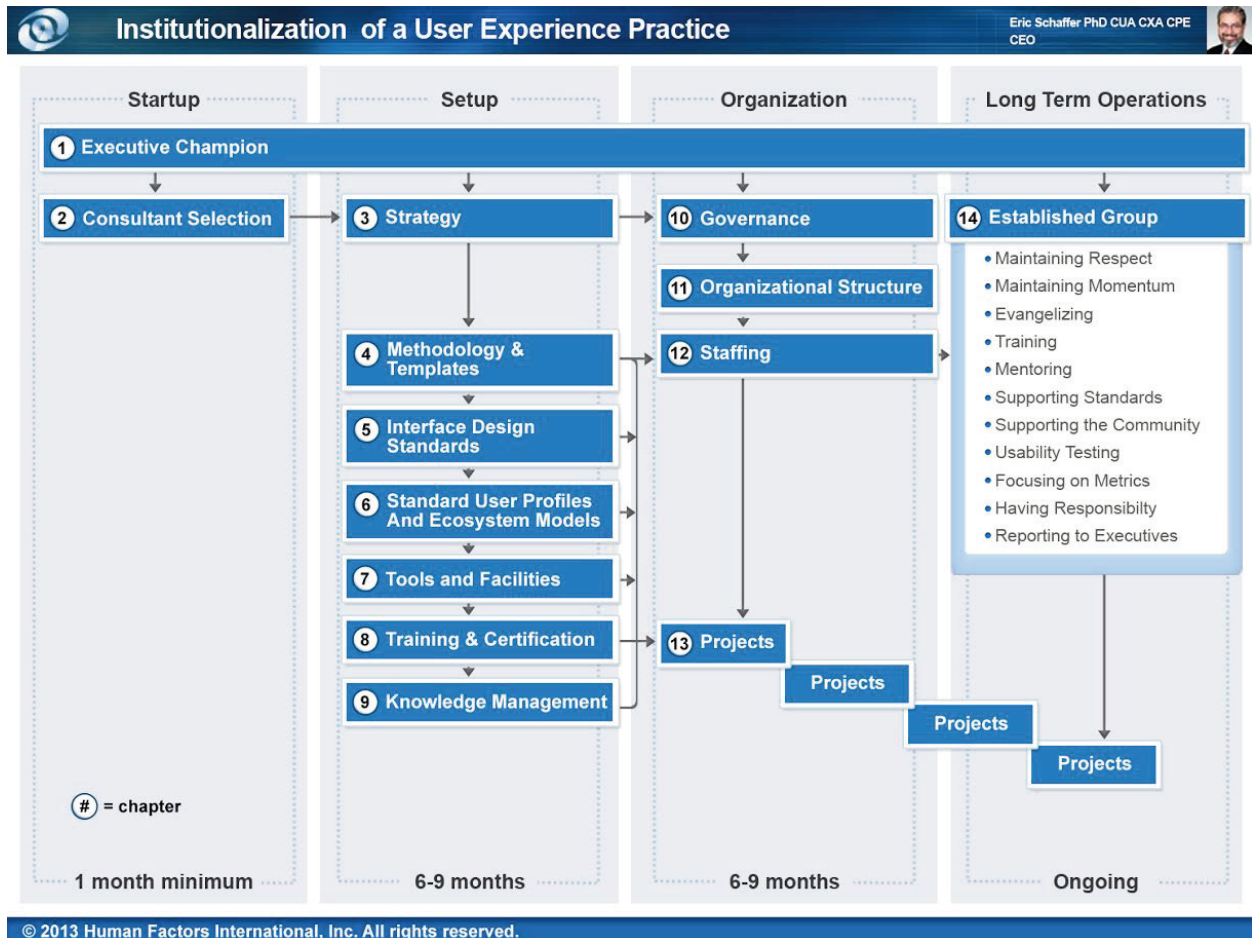 Institutionalization of a User Experience Practice
Eric Schaffer PhD CUA CXA CPE
CEO
Startup
Setup
Organization
Long Term Operations
1 Executive Champion
2 Consultant Selection
3 Strategy
10 Governance
14 Established Group
• Maintaining Respect
• Maintaining Momentum
• Evangelizing
• Training
• Mentoring
• Supporting Standards
• Supporting the Community
• Usability Testing
• Focusing on Metrics
• Having Responsibilty
• Reporting to Executives
11 Organizational Structure
4 Methodology &
Templates
12 Staffing
5 Interface Design
Standards
6 Standard User Profiles
And Ecosystem Models
7 Tools and Facilities
8 Training & Certification
13 Projects
Projects
9 Knowledge Management
Projects
Projects
# = chapter
1 month minimum
6-9 months
6-9 months
Ongoing
© 2013 Human Factors International, Inc. All rights reserved.